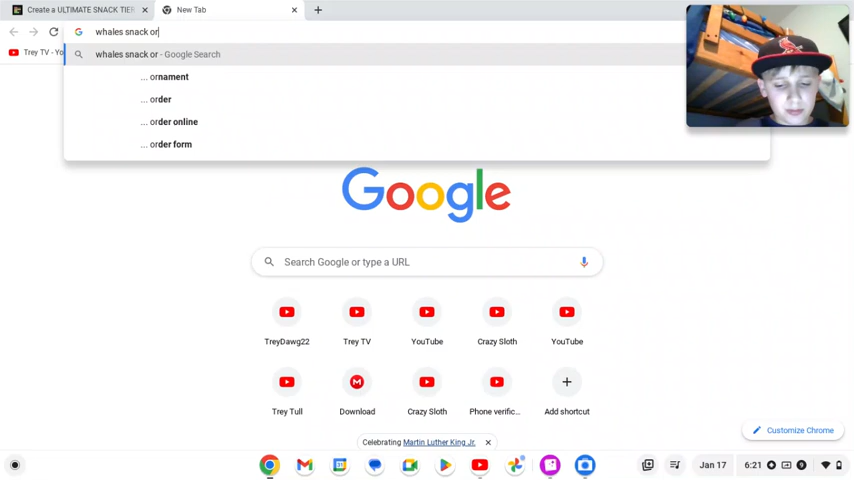 Create a ULTIMATE SNACK TIER
New Tab
whales snack or
Trey TV - Yo
whales snack or - Google Search
... ornament
... order
... order online
... order form
Google
Search Google or type a URL
TreyDawg22
Trey TV
YouTube
Crazy Sloth
YouTube
Trey Tull
Download
Crazy Sloth
Phone verific...
Add shortcut
Celebrating Martin Luther King Jr.
Customize Chrome
Jan 17
6:21
9